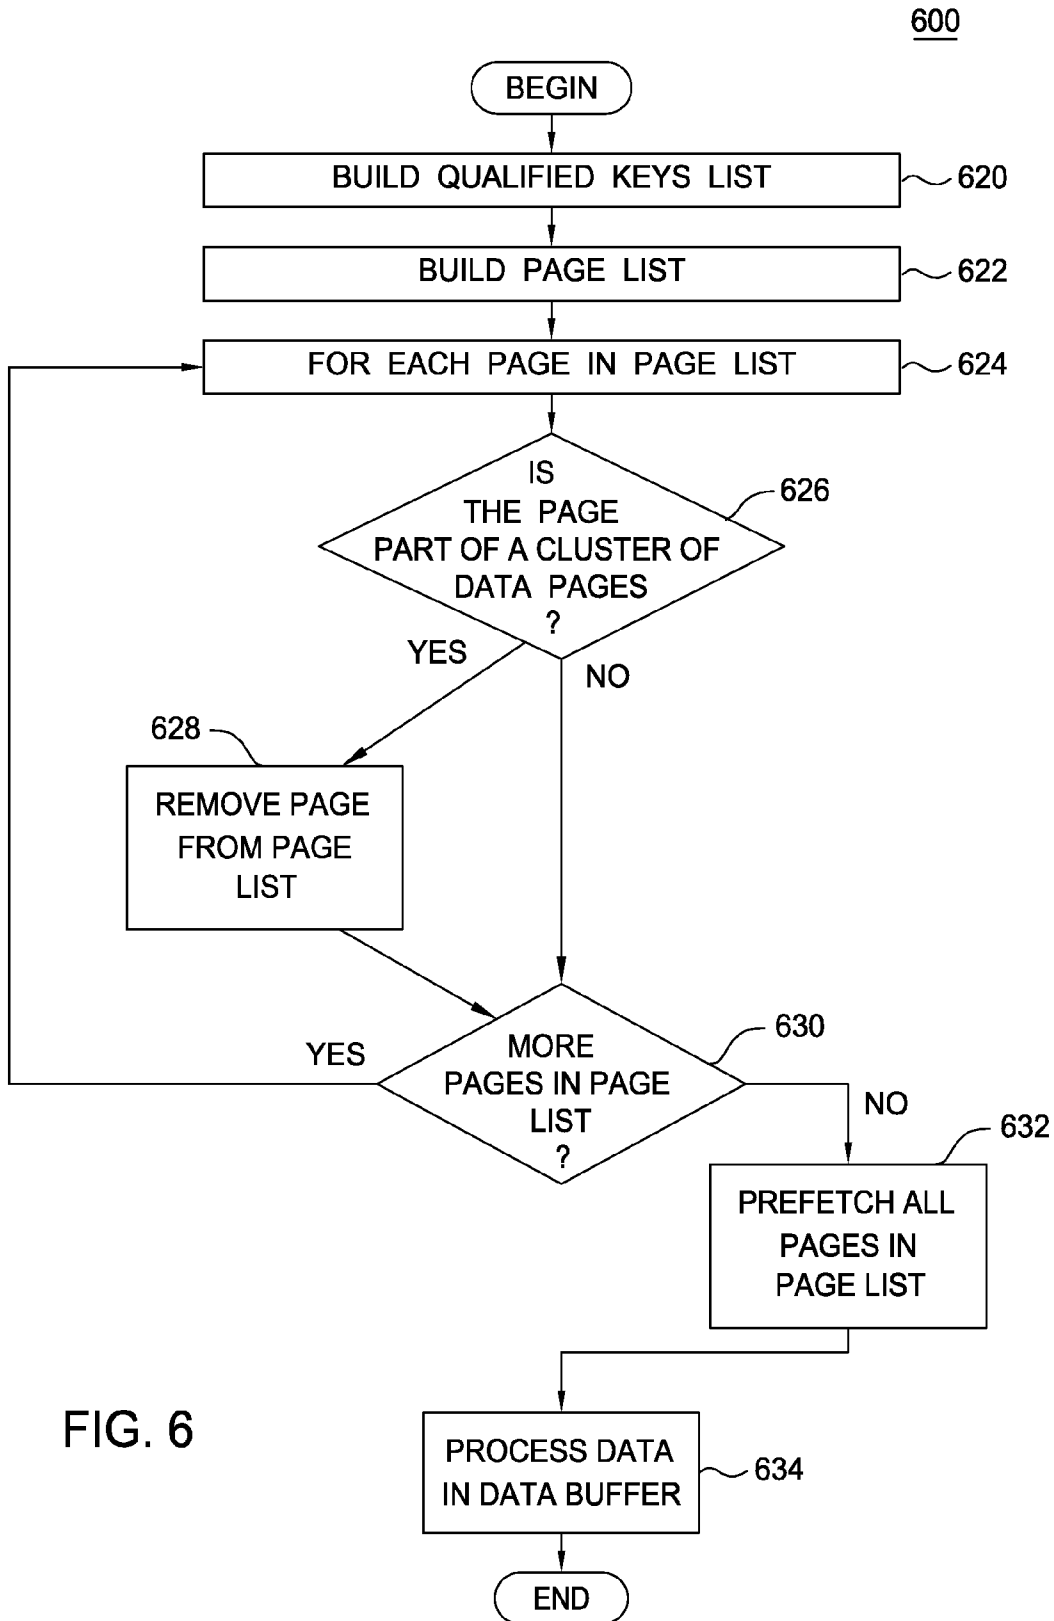 600
BEGIN
BUILD QUALIFIED KEYS LIST
620
BUILD PAGE LIST
622
FOR EACH PAGE IN PAGE LIST
624
IS
THE PAGE
PART OF A CLUSTER OF
DATA PAGES
?
626
YES
NO
628
REMOVE PAGE
FROM PAGE
LIST
YES
MORE
PAGES IN PAGE
LIST
?
630
NO
632
PREFETCH ALL
PAGES IN
PAGE LIST
FIG. 6
PROCESS DATA
IN DATA BUFFER
634
END